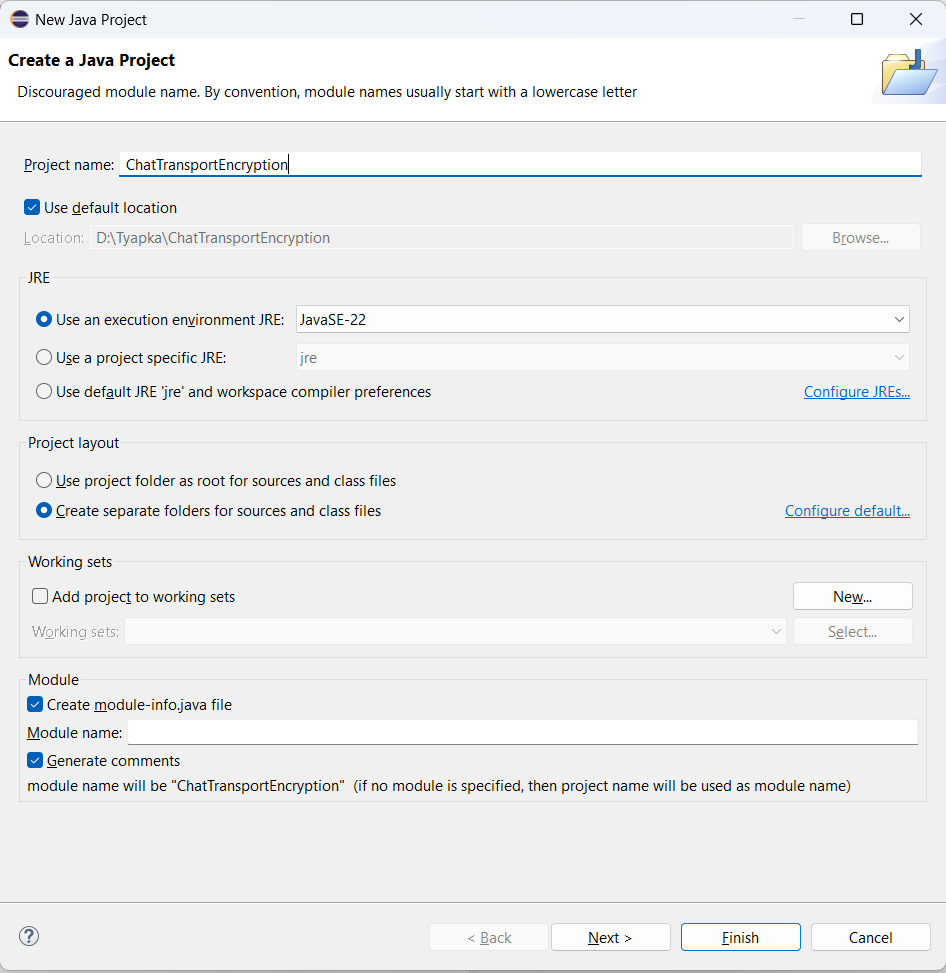 New Java Project
Create a Java Project
Discouraged module name. By convention, module names usually start with a lowercase letter
Project name: ChatTransportEncryption
Use default location
Location: D:\Tyapka\ChatTransportEncryption Browse...
JRE
Use an execution environment JRE: JavaSE-22
Use a project specific JRE: jre
Use default JRE 'jre' and workspace compiler preferences Configure JREs...
Project layout
Use project folder as root for sources and class files
Create separate folders for sources and class files Configure default...
Working sets
Add project to working sets New...
Working sets: Select...
Module
Create module-info.java file
Module name:
Generate comments
module name will be "ChatTransportEncryption" (if no module is specified, then project name will be used as module name)
? < Back Next > Finish Cancel